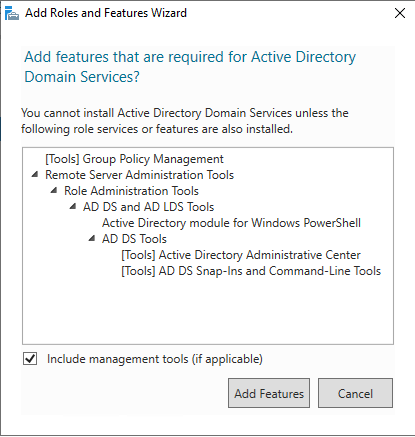 Add Roles and Features Wizard
Add features that are required for Active Directory
Domain Services?
You cannot install Active Directory Domain Services unless the
following role services or features are also installed.
[Tools] Group Policy Management
Remote Server Administration Tools
Role Administration Tools
AD DS and AD LDS Tools
Active Directory module for Windows PowerShell
AD DS Tools
[Tools] Active Directory Administrative Center
[Tools] AD DS Snap-Ins and Command-Line Tools
Include management tools (if applicable)
Add Features
Cancel